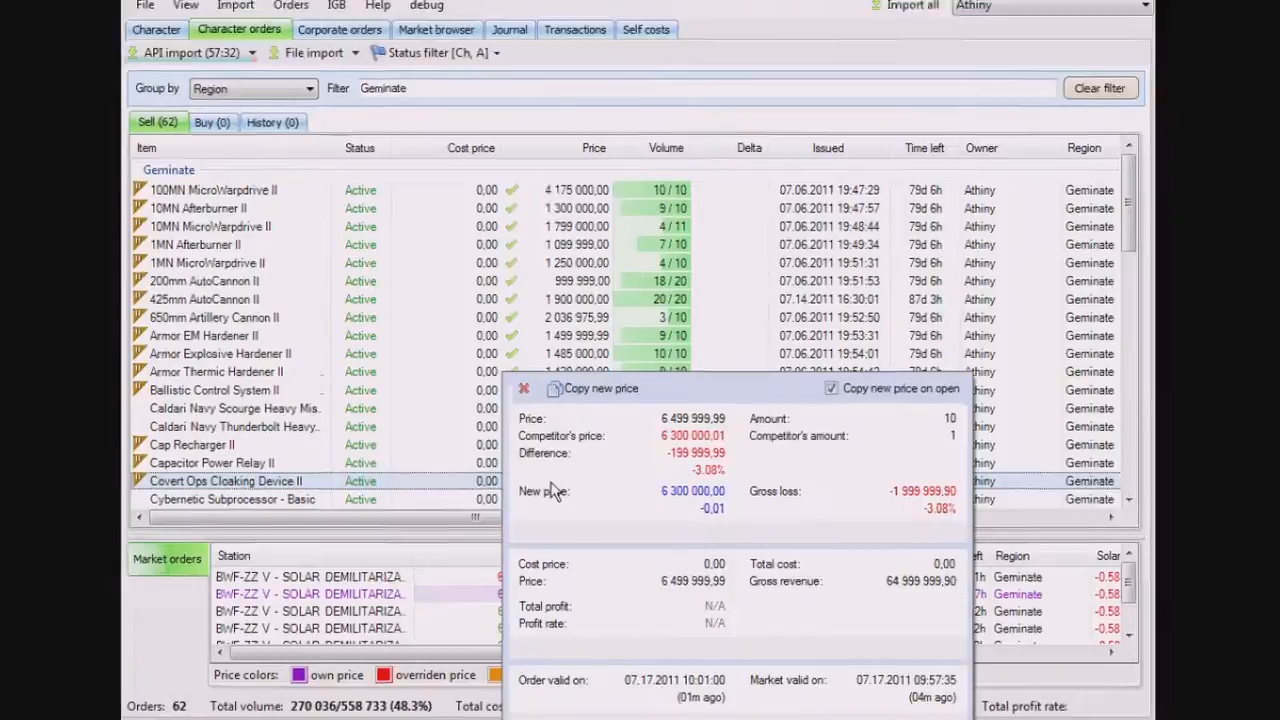 File View Import Orders IGB Help debug Import all Athiny
Character Character orders Corporate orders Market browser Journal Transactions Self costs
API import (57:32) File import Status filter [Ch, A]
Group by Region Filter Geminate Clear filter
Sell (62) Buy (0) History (0)
Item Status Cost price Price Volume Delta Issued Time left Owner Region
Geminate
100MN MicroWarpdrive II Active 0,00 4 175 000,00 10 / 10 07.06.2011 19:47:29 79d 6h Athiny Geminate
10MN Afterburner II Active 0,00 1 300 000,00 9 / 10 07.06.2011 19:47:57 79d 6h Athiny Geminate
10MN MicroWarpdrive II Active 0,00 1 799 000,00 4 / 11 07.06.2011 19:48:44 79d 6h Athiny Geminate
1MN Afterburner II Active 0,00 1 099 999,00 7 / 10 07.06.2011 19:49:34 79d 6h Athiny Geminate
1MN MicroWarpdrive II Active 0,00 1 250 000,00 4 / 10 07.06.2011 19:51:31 79d 6h Athiny Geminate
200mm AutoCannon II Active 0,00 999 999,00 18 / 20 07.06.2011 19:51:53 79d 6h Athiny Geminate
425mm AutoCannon II Active 0,00 1 900 000,00 20 / 20 07.14.2011 16:30:01 87d 3h Athiny Geminate
650mm Artillery Cannon II Active 0,00 2 036 975,99 3 / 10 07.06.2011 19:52:50 79d 6h Athiny Geminate
Armor EM Hardener II Active 0,00 1 499 999,00 9 / 10 07.06.2011 19:53:31 79d 6h Athiny Geminate
Armor Explosive Hardener II Active 0,00 1 485 000,00 10 / 10 07.06.2011 19:54:01 79d 6h Athiny Geminate
Armor Thermic Hardener II Active 0,00 79d 6h Athiny Geminate
Ballistic Control System II Active 0,00 Geminate
Caldari Navy Scourge Heavy Mis.. Active 0,00 Geminate
Caldari Navy Thunderbolt Heavy.. Active 0,00 Geminate
Cap Recharger II Active 0,00 Geminate
Capacitor Power Relay II Active 0,00 Geminate
Covert Ops Cloaking Device II Active 0,00 Geminate
Cybernetic Subprocessor - Basic Active 0,00 Geminate
Copy new price Copy new price on open
Price: 6 499 999,99 Amount: 10
Competitor's price: 6 300 000,01 Competitor's amount: 1
Difference: -199 999,99
-3.08%
New price: 6 300 000,00 Gross loss: -1 999 999,90
-0,01 -3.08%
Cost price: 0,00 Total cost: 0,00
Price: 6 499 999,99 Gross revenue: 64 999 999,90
Total profit: N/A
Profit rate: N/A
Order valid on: 07.17.2011 10:01:00 Market valid on: 07.17.2011 09:57:35
(01m ago) (04m ago)
Market orders Station eft Region Solar
BWF-ZZ V - SOLAR DEMILITARIZA.. 6 1h Geminate -0.58
BWF-ZZ V - SOLAR DEMILITARIZA.. 6 7h Geminate -0.58
BWF-ZZ V - SOLAR DEMILITARIZA.. 6 2h Geminate -0.58
BWF-ZZ V - SOLAR DEMILITARIZA.. 6 2h Geminate -0.58
Price colors: own price overriden price
Orders: 62 Total volume: 270 036/558 733 (48.3%) Total cos Total profit rate: